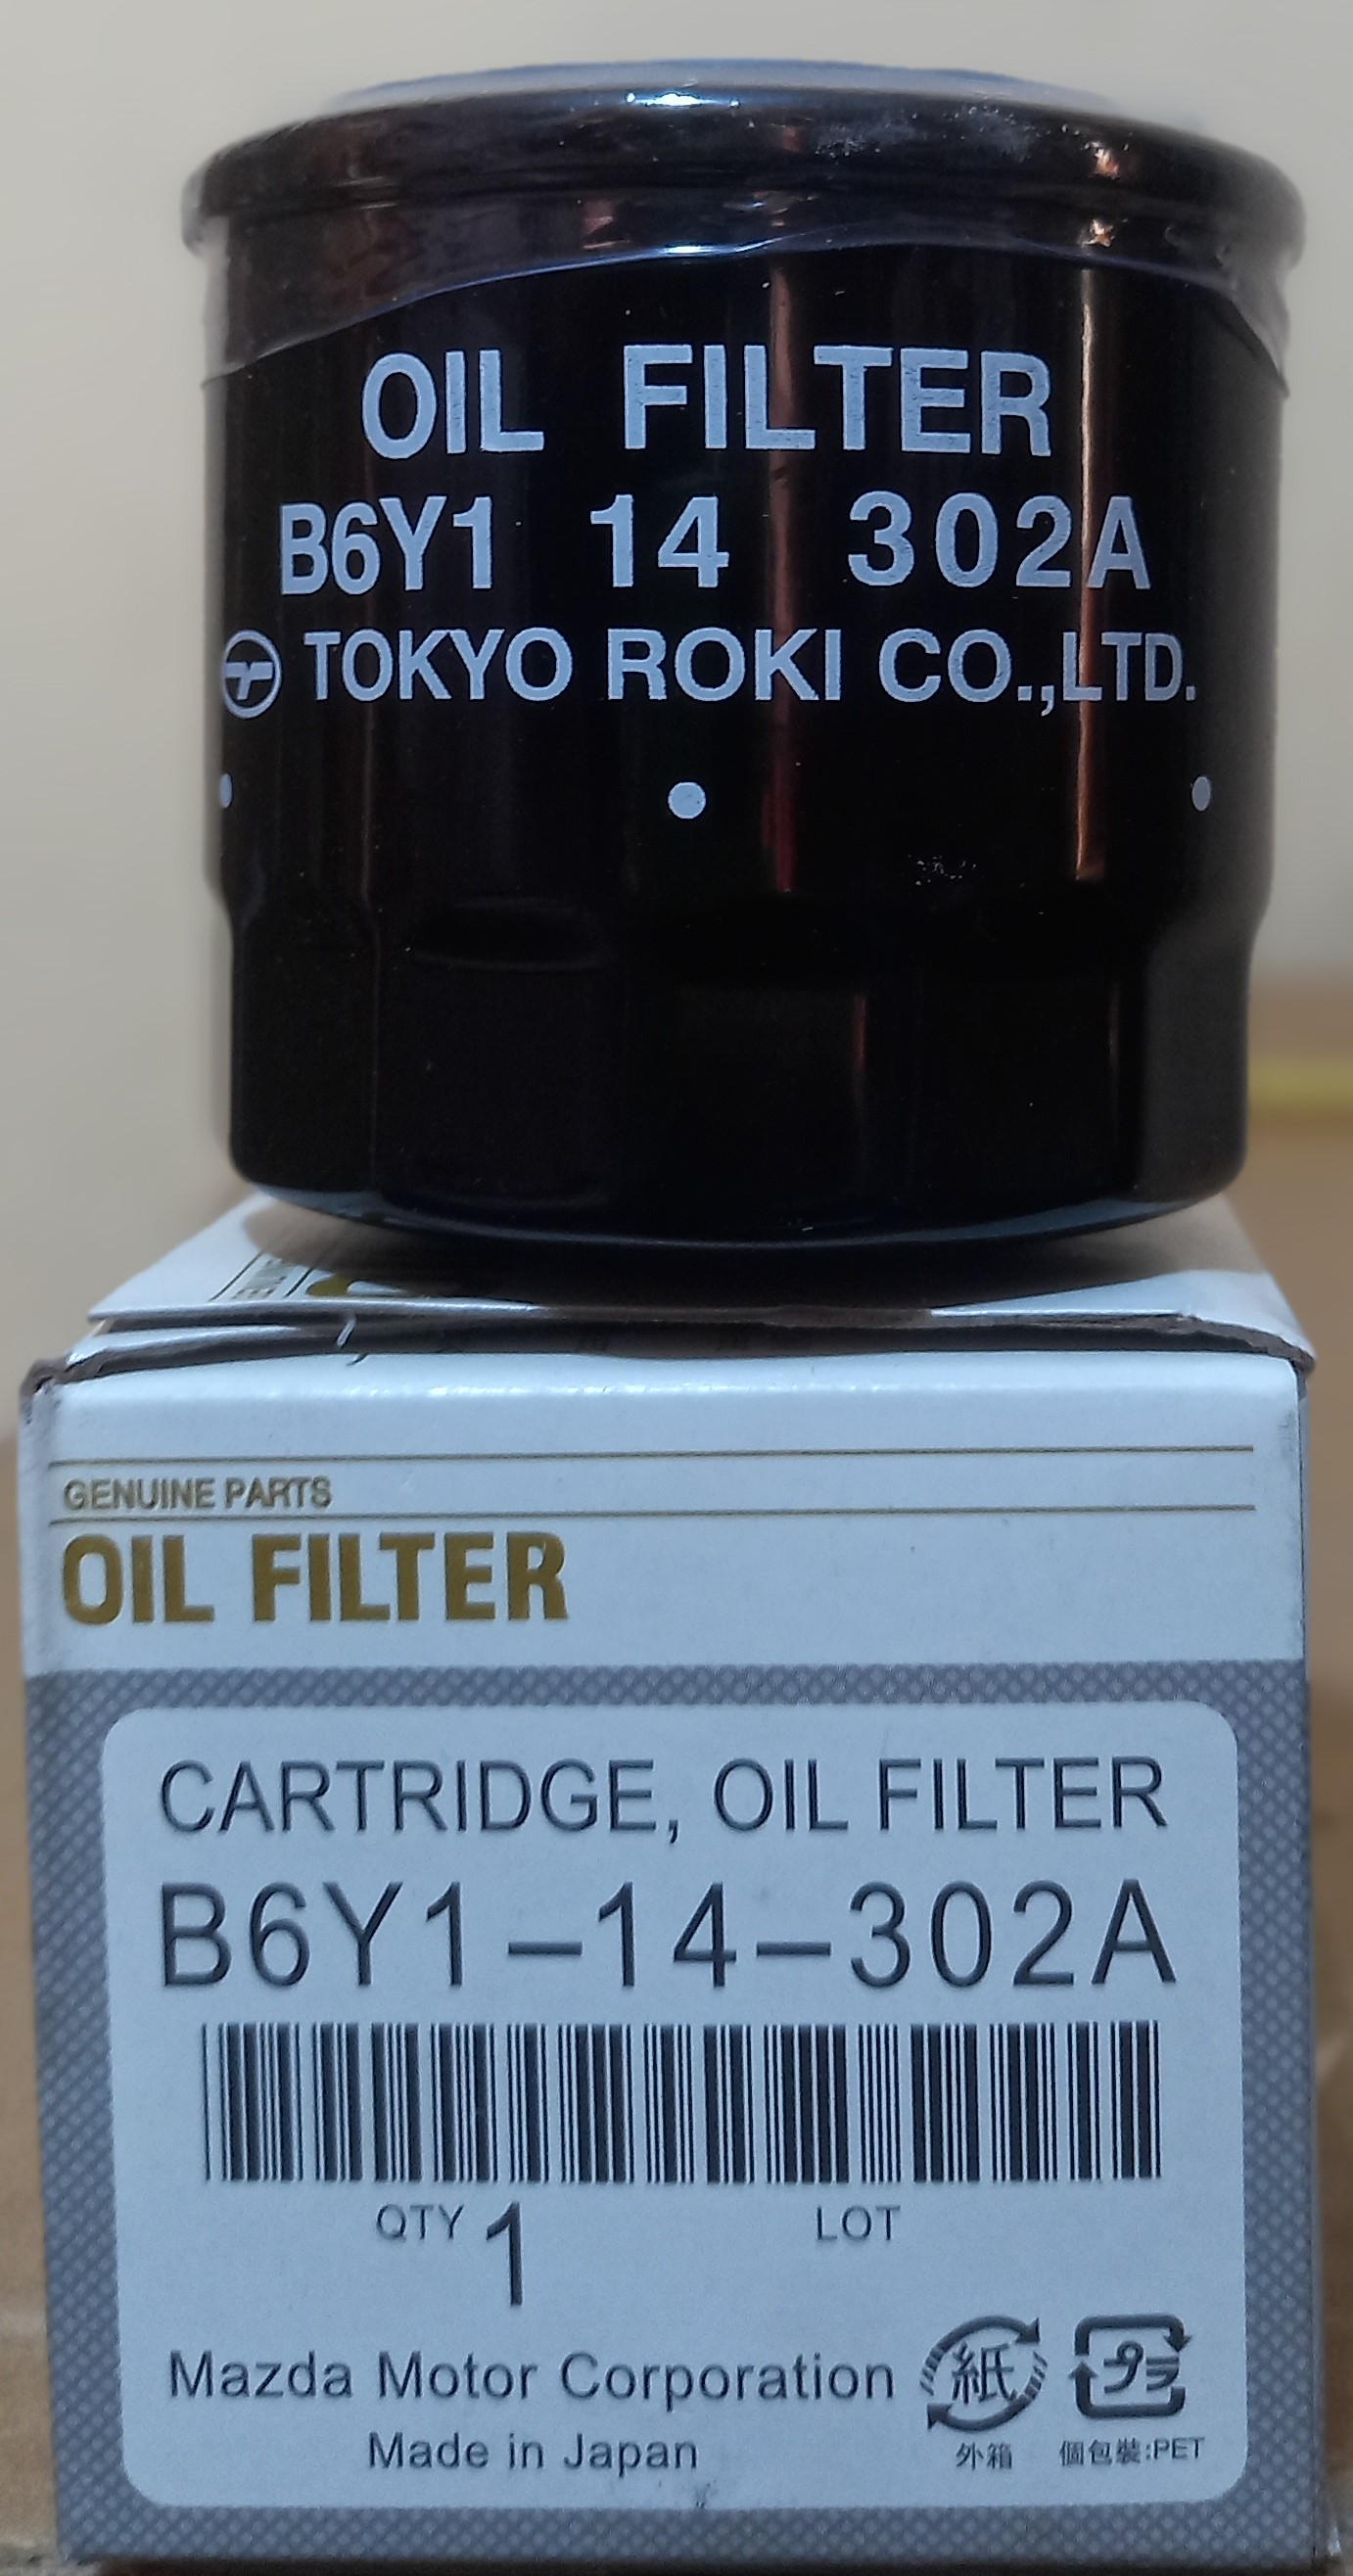 OIL FILTER
B6Y1 14 302A
TOKYO ROKI CO.,LTD.
GENUINE PARTS
OIL FILTER
CARTRIDGE, OIL FILTER
B6Y1-14-302A
QTY 1 LOT
Mazda Motor Corporation
Made in Japan
紙
プラ
外箱
個包裝:PET